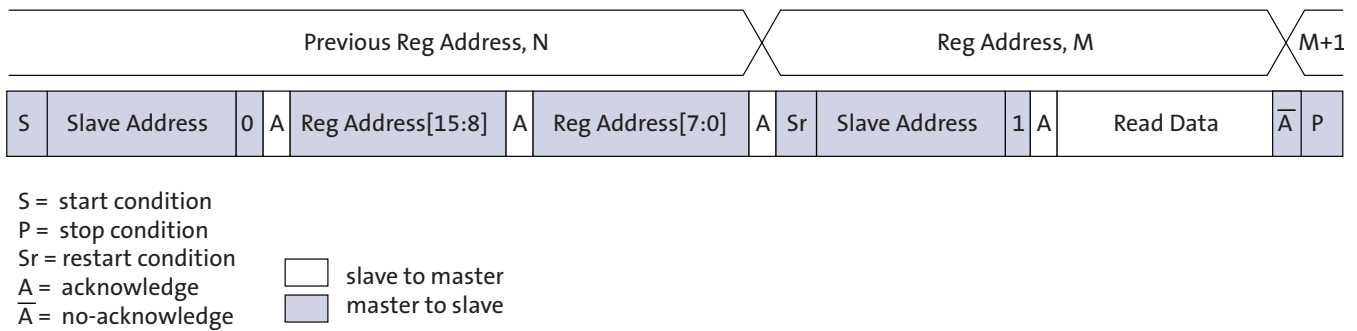 Previous Reg Address, N Reg Address, M M+1
S Slave Address 0 A Reg Address[15:8] A Reg Address[7:0] A Sr Slave Address 1 A Read Data A̅ P
S = start condition
P = stop condition
Sr = restart condition
A = acknowledge
A̅ = no-acknowledge
slave to master
master to slave